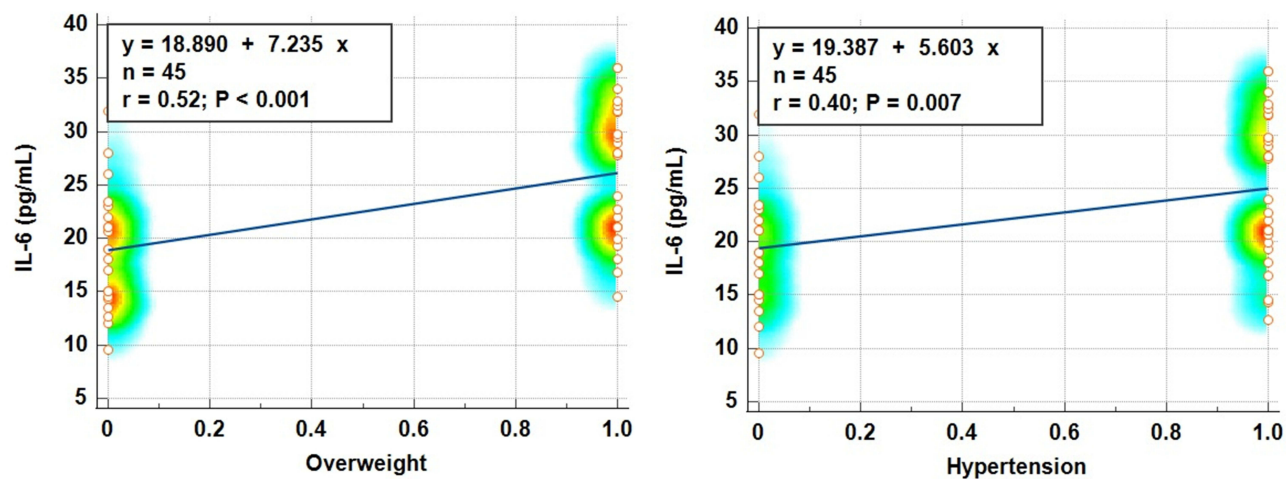 y = 18.890 + 7.235 x
n = 45
r = 0.52; P < 0.001
40
35
30
25
20
15
10
5
IL-6 (pg/mL)
0 0.2 0.4 0.6 0.8 1.0
Overweight
y = 19.387 + 5.603 x
n = 45
r = 0.40; P = 0.007
40
35
30
25
20
15
10
5
IL-6 (pg/mL)
0 0.2 0.4 0.6 0.8 1.0
Hypertension